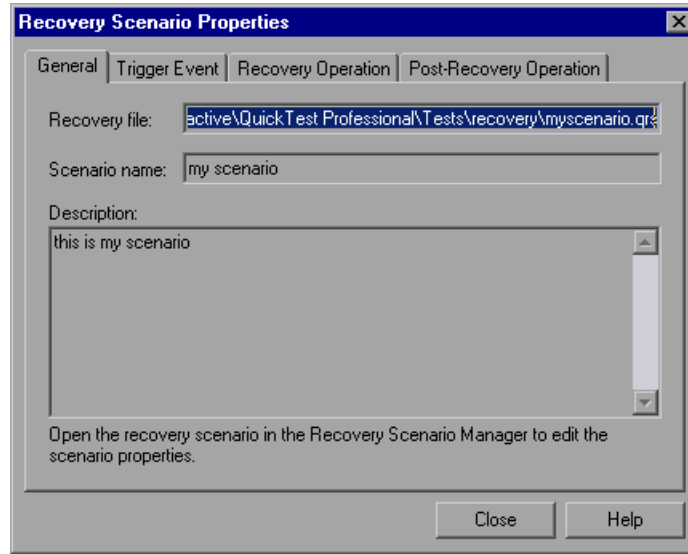 Recovery Scenario Properties
General
Trigger Event
Recovery Operation
Post-Recovery Operation
Recovery file:
active\QuickTest Professional\Tests\recovery\myscenario.qrs
Scenario name:
my scenario
Description:
this is my scenario
Open the recovery scenario in the Recovery Scenario Manager to edit the
scenario properties.
Close
Help